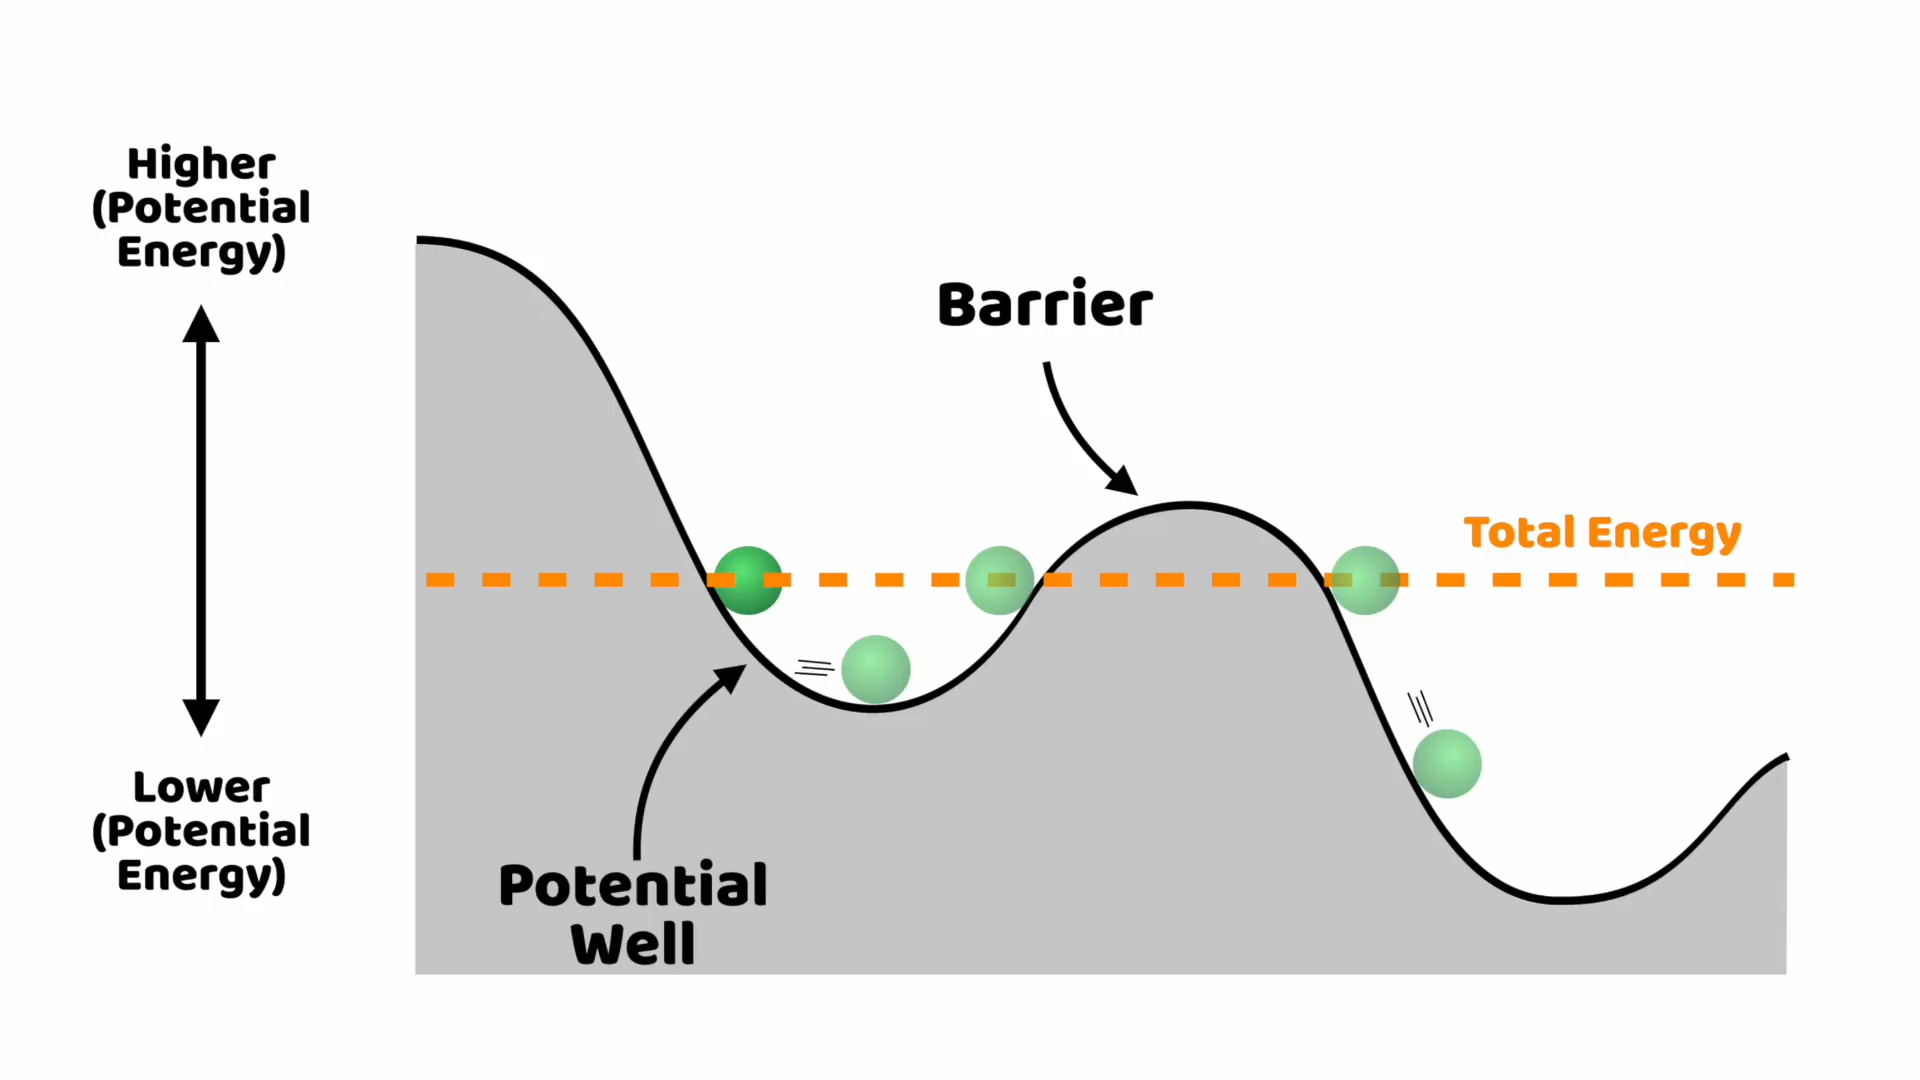 Higher
(Potential
Energy)
Barrier
Total Energy
Lower
(Potential
Energy)
Potential
Well